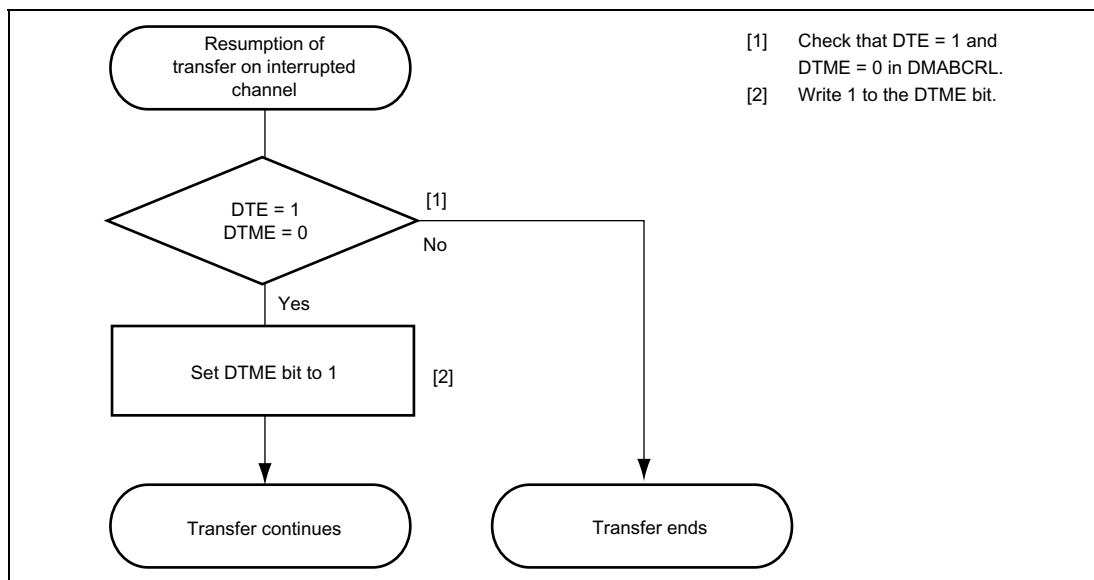 Resumption of
transfer on interrupted
channel
[1] Check that DTE = 1 and
DTME = 0 in DMABCRL.
[2] Write 1 to the DTME bit.
DTE = 1
DTME = 0
[1]
No
Yes
Set DTME bit to 1
[2]
Transfer continues
Transfer ends